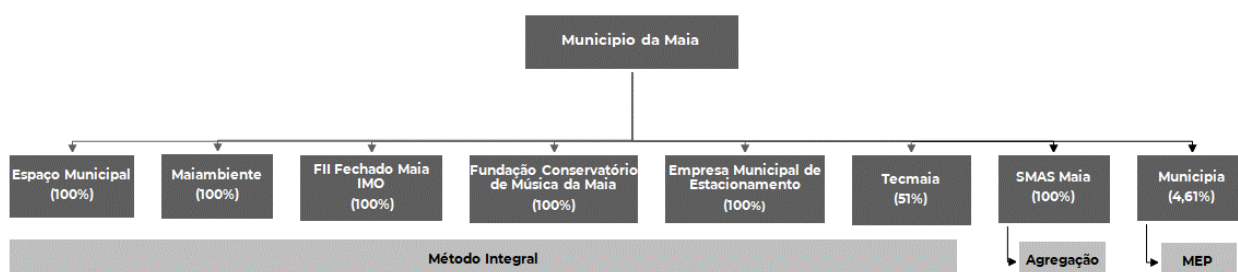 Municipio da Maia
Espaço Municipal
(100%)
Maiambiente
(100%)
FII Fechado Maia
IMO
(100%)
Fundação Conservatório
de Música da Maia
(100%)
Empresa Municipal de
Estacionamento
(100%)
Tecmaia
(51%)
SMAS Maia
(100%)
Municipia
(4,61%)
Método Integral
Agregação
MEP